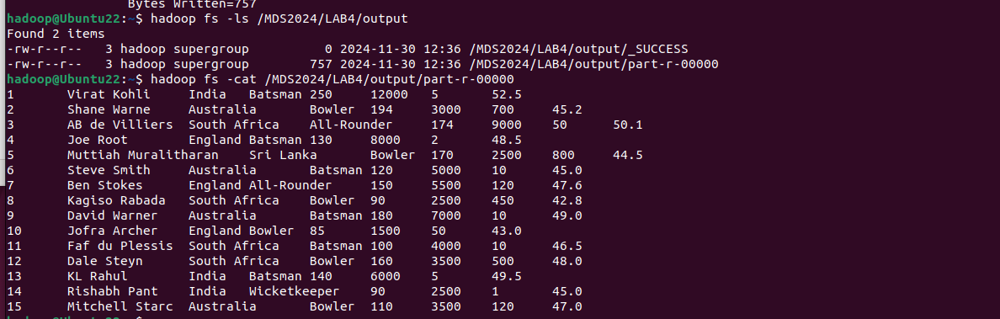 Bytes Written=757
hadoop@Ubuntu22:~$ hadoop fs -ls /MDS2024/LAB4/output
Found 2 items
-rw-r--r--   3 hadoop supergroup          0 2024-11-30 12:36 /MDS2024/LAB4/output/_SUCCESS
-rw-r--r--   3 hadoop supergroup        757 2024-11-30 12:36 /MDS2024/LAB4/output/part-r-00000
hadoop@Ubuntu22:~$ hadoop fs -cat /MDS2024/LAB4/output/part-r-00000
1	Virat Kohli	India	Batsman	250	12000	5	52.5
2	Shane Warne	Australia	Bowler	194	3000	700	45.2
3	AB de Villiers	South Africa	All-Rounder	174	9000	50	50.1
4	Joe Root	England	Batsman	130	8000	2	48.5
5	Muttiah Muralitharan	Sri Lanka	Bowler	170	2500	800	44.5
6	Steve Smith	Australia	Batsman	120	5000	10	45.0
7	Ben Stokes	England	All-Rounder	150	5500	120	47.6
8	Kagiso Rabada	South Africa	Bowler	90	2500	450	42.8
9	David Warner	Australia	Batsman	180	7000	10	49.0
10	Jofra Archer	England	Bowler	85	1500	50	43.0
11	Faf du Plessis	South Africa	Batsman	100	4000	10	46.5
12	Dale Steyn	South Africa	Bowler	160	3500	500	48.0
13	KL Rahul	India	Batsman	140	6000	5	49.5
14	Rishabh Pant	India	Wicketkeeper	90	2500	1	45.0
15	Mitchell Starc	Australia	Bowler	110	3500	120	47.0